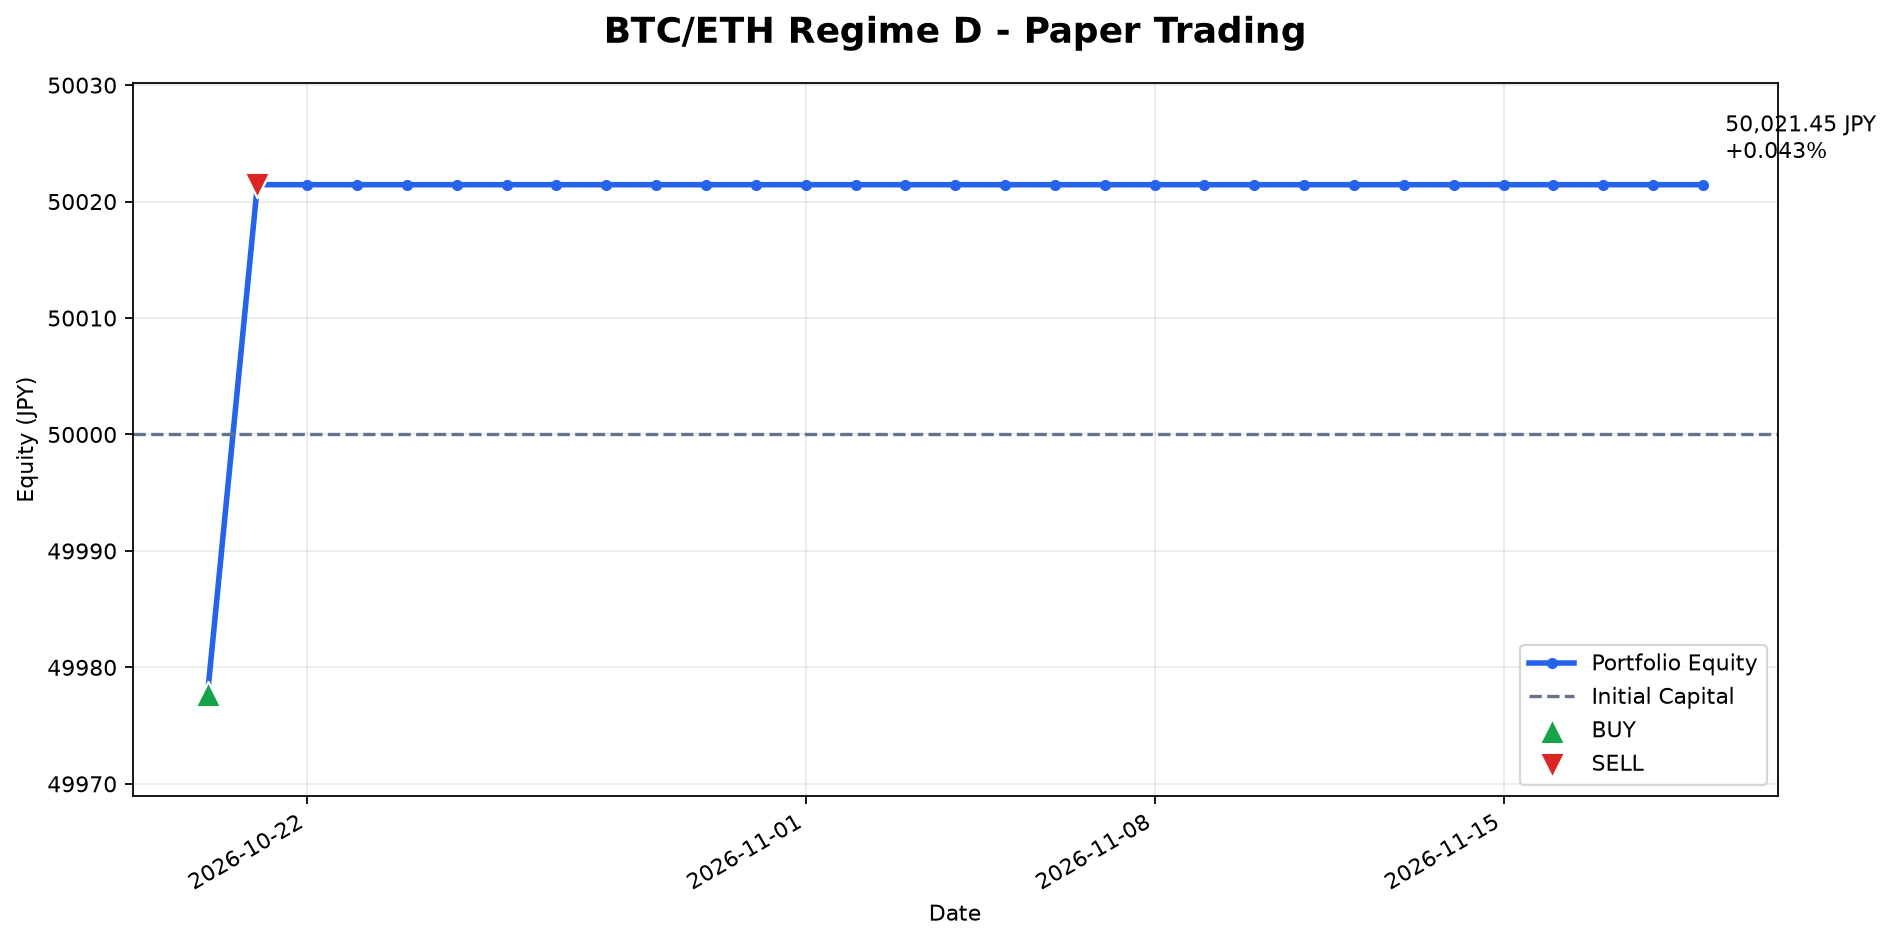 BTC/ETH Regime D - Paper Trading
50030
50020
50010
50000
49990
49980
49970
Equity (JPY)
50,021.45 JPY
+0.043%
Portfolio Equity
Initial Capital
BUY
SELL
2026-10-22
2026-11-01
2026-11-08
2026-11-15
Date